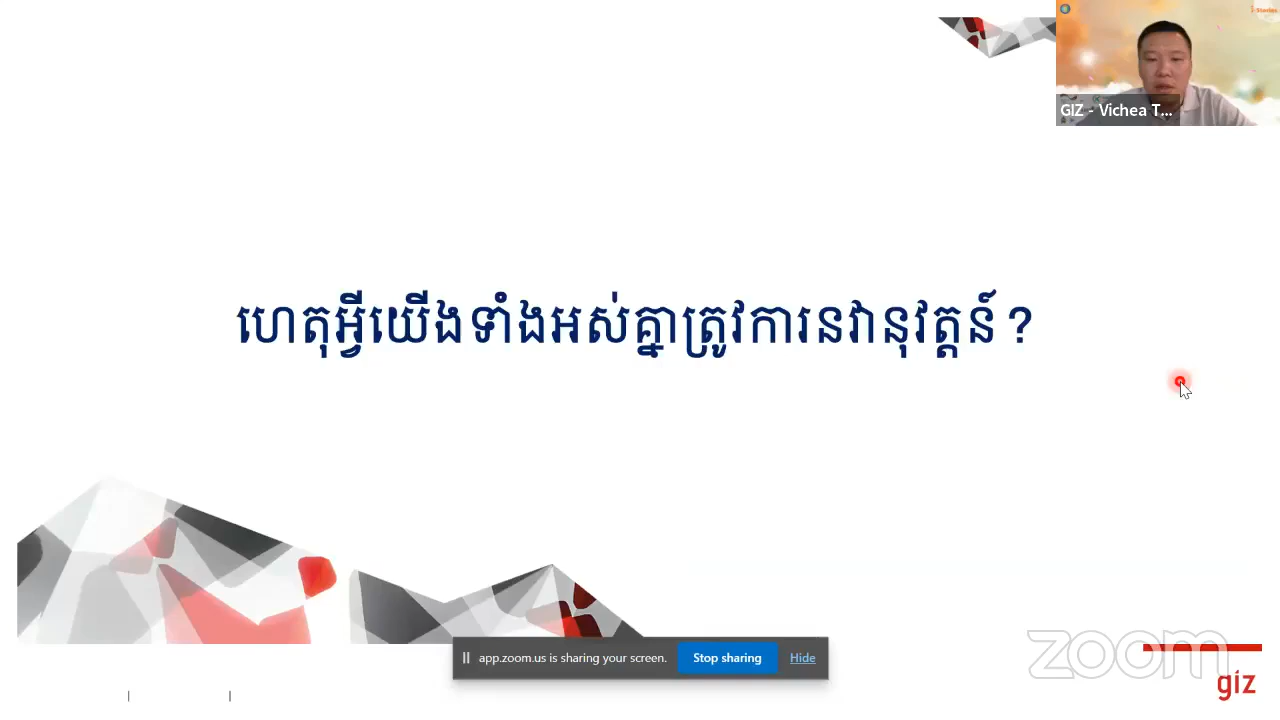 GIZ - Vichea T...
ហេតុអ្វីយើងទាំងអស់គ្នាត្រូវការនវានុវត្តន៍ ?
app.zoom.us is sharing your screen.
Stop sharing
Hide
zoom
giz